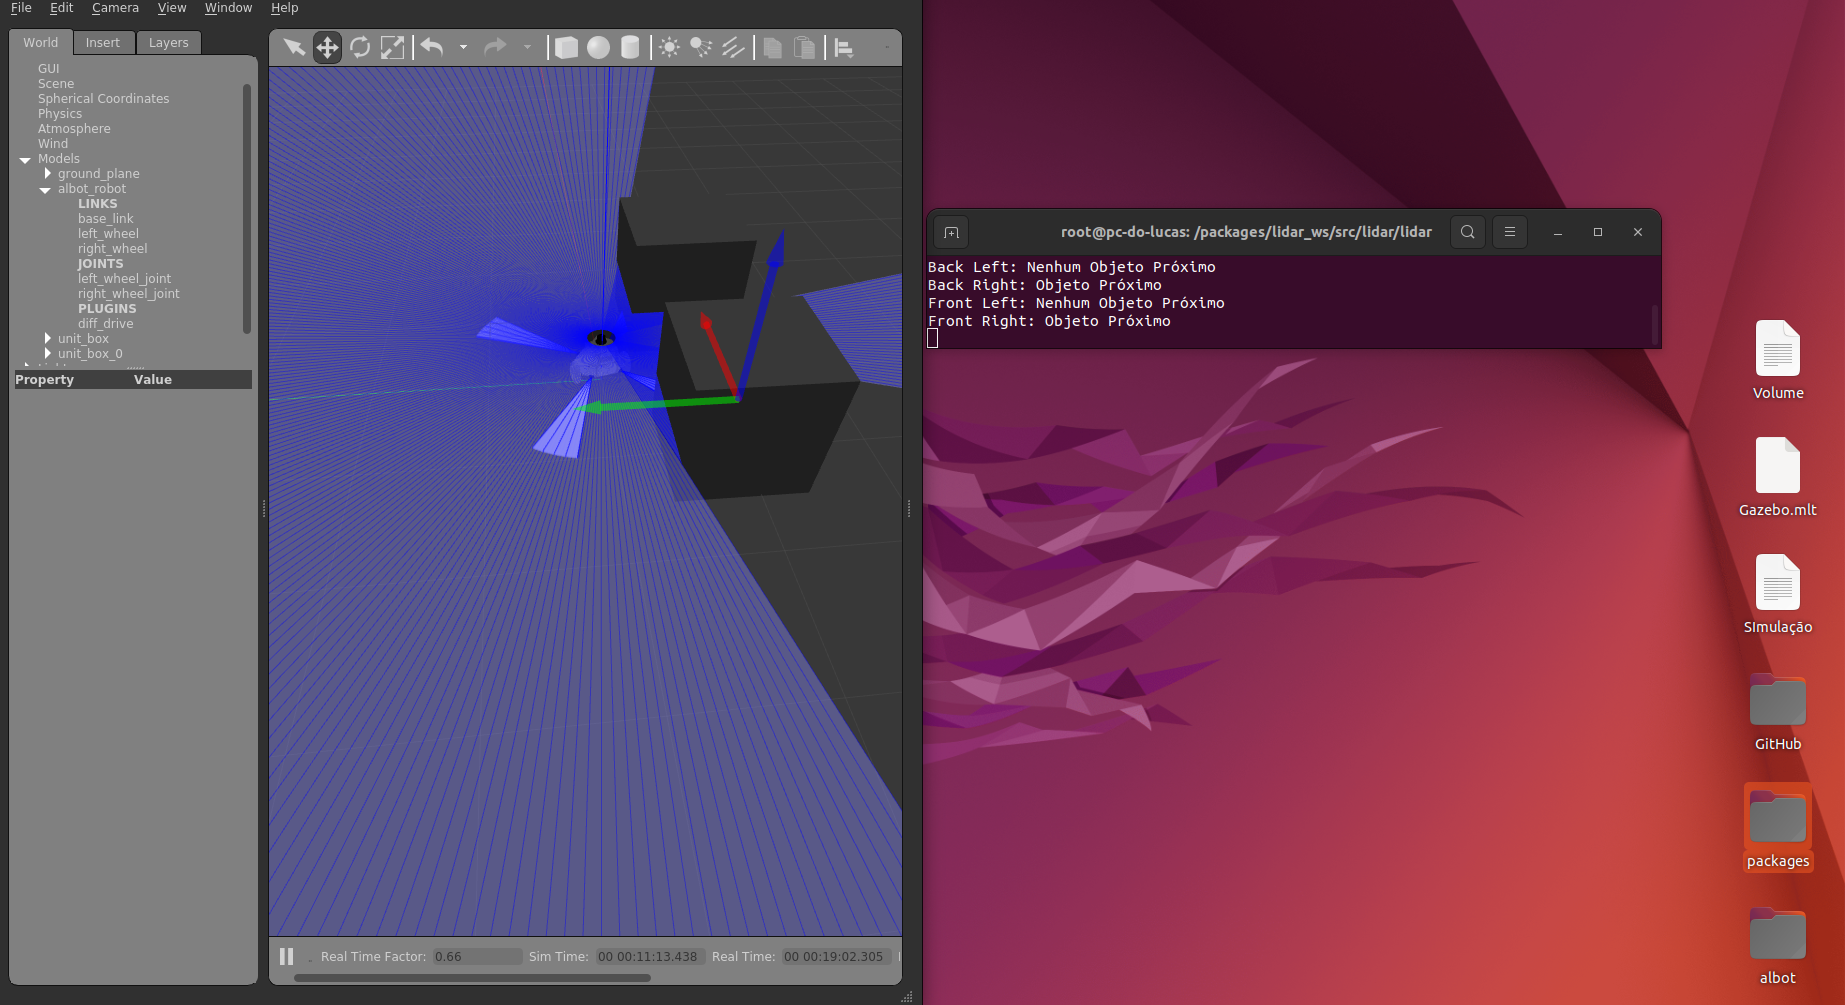 File Edit Camera View Window Help
World Insert Layers
GUI
Scene
Spherical Coordinates
Physics
Atmosphere
Wind
Models
ground_plane
albot_robot
LINKS
base_link
left_wheel
right_wheel
JOINTS
left_wheel_joint
right_wheel_joint
PLUGINS
diff_drive
unit_box
unit_box_0
Property Value
Real Time Factor: 0.66 Sim Time: 00 00:11:13.438 Real Time: 00 00:19:02.305
root@pc-do-lucas: /packages/lidar_ws/src/lidar/lidar
Back Left: Nenhum Objeto Próximo
Back Right: Objeto Próximo
Front Left: Nenhum Objeto Próximo
Front Right: Objeto Próximo
Volume
Gazebo.mlt
SImulação
GitHub
packages
albot